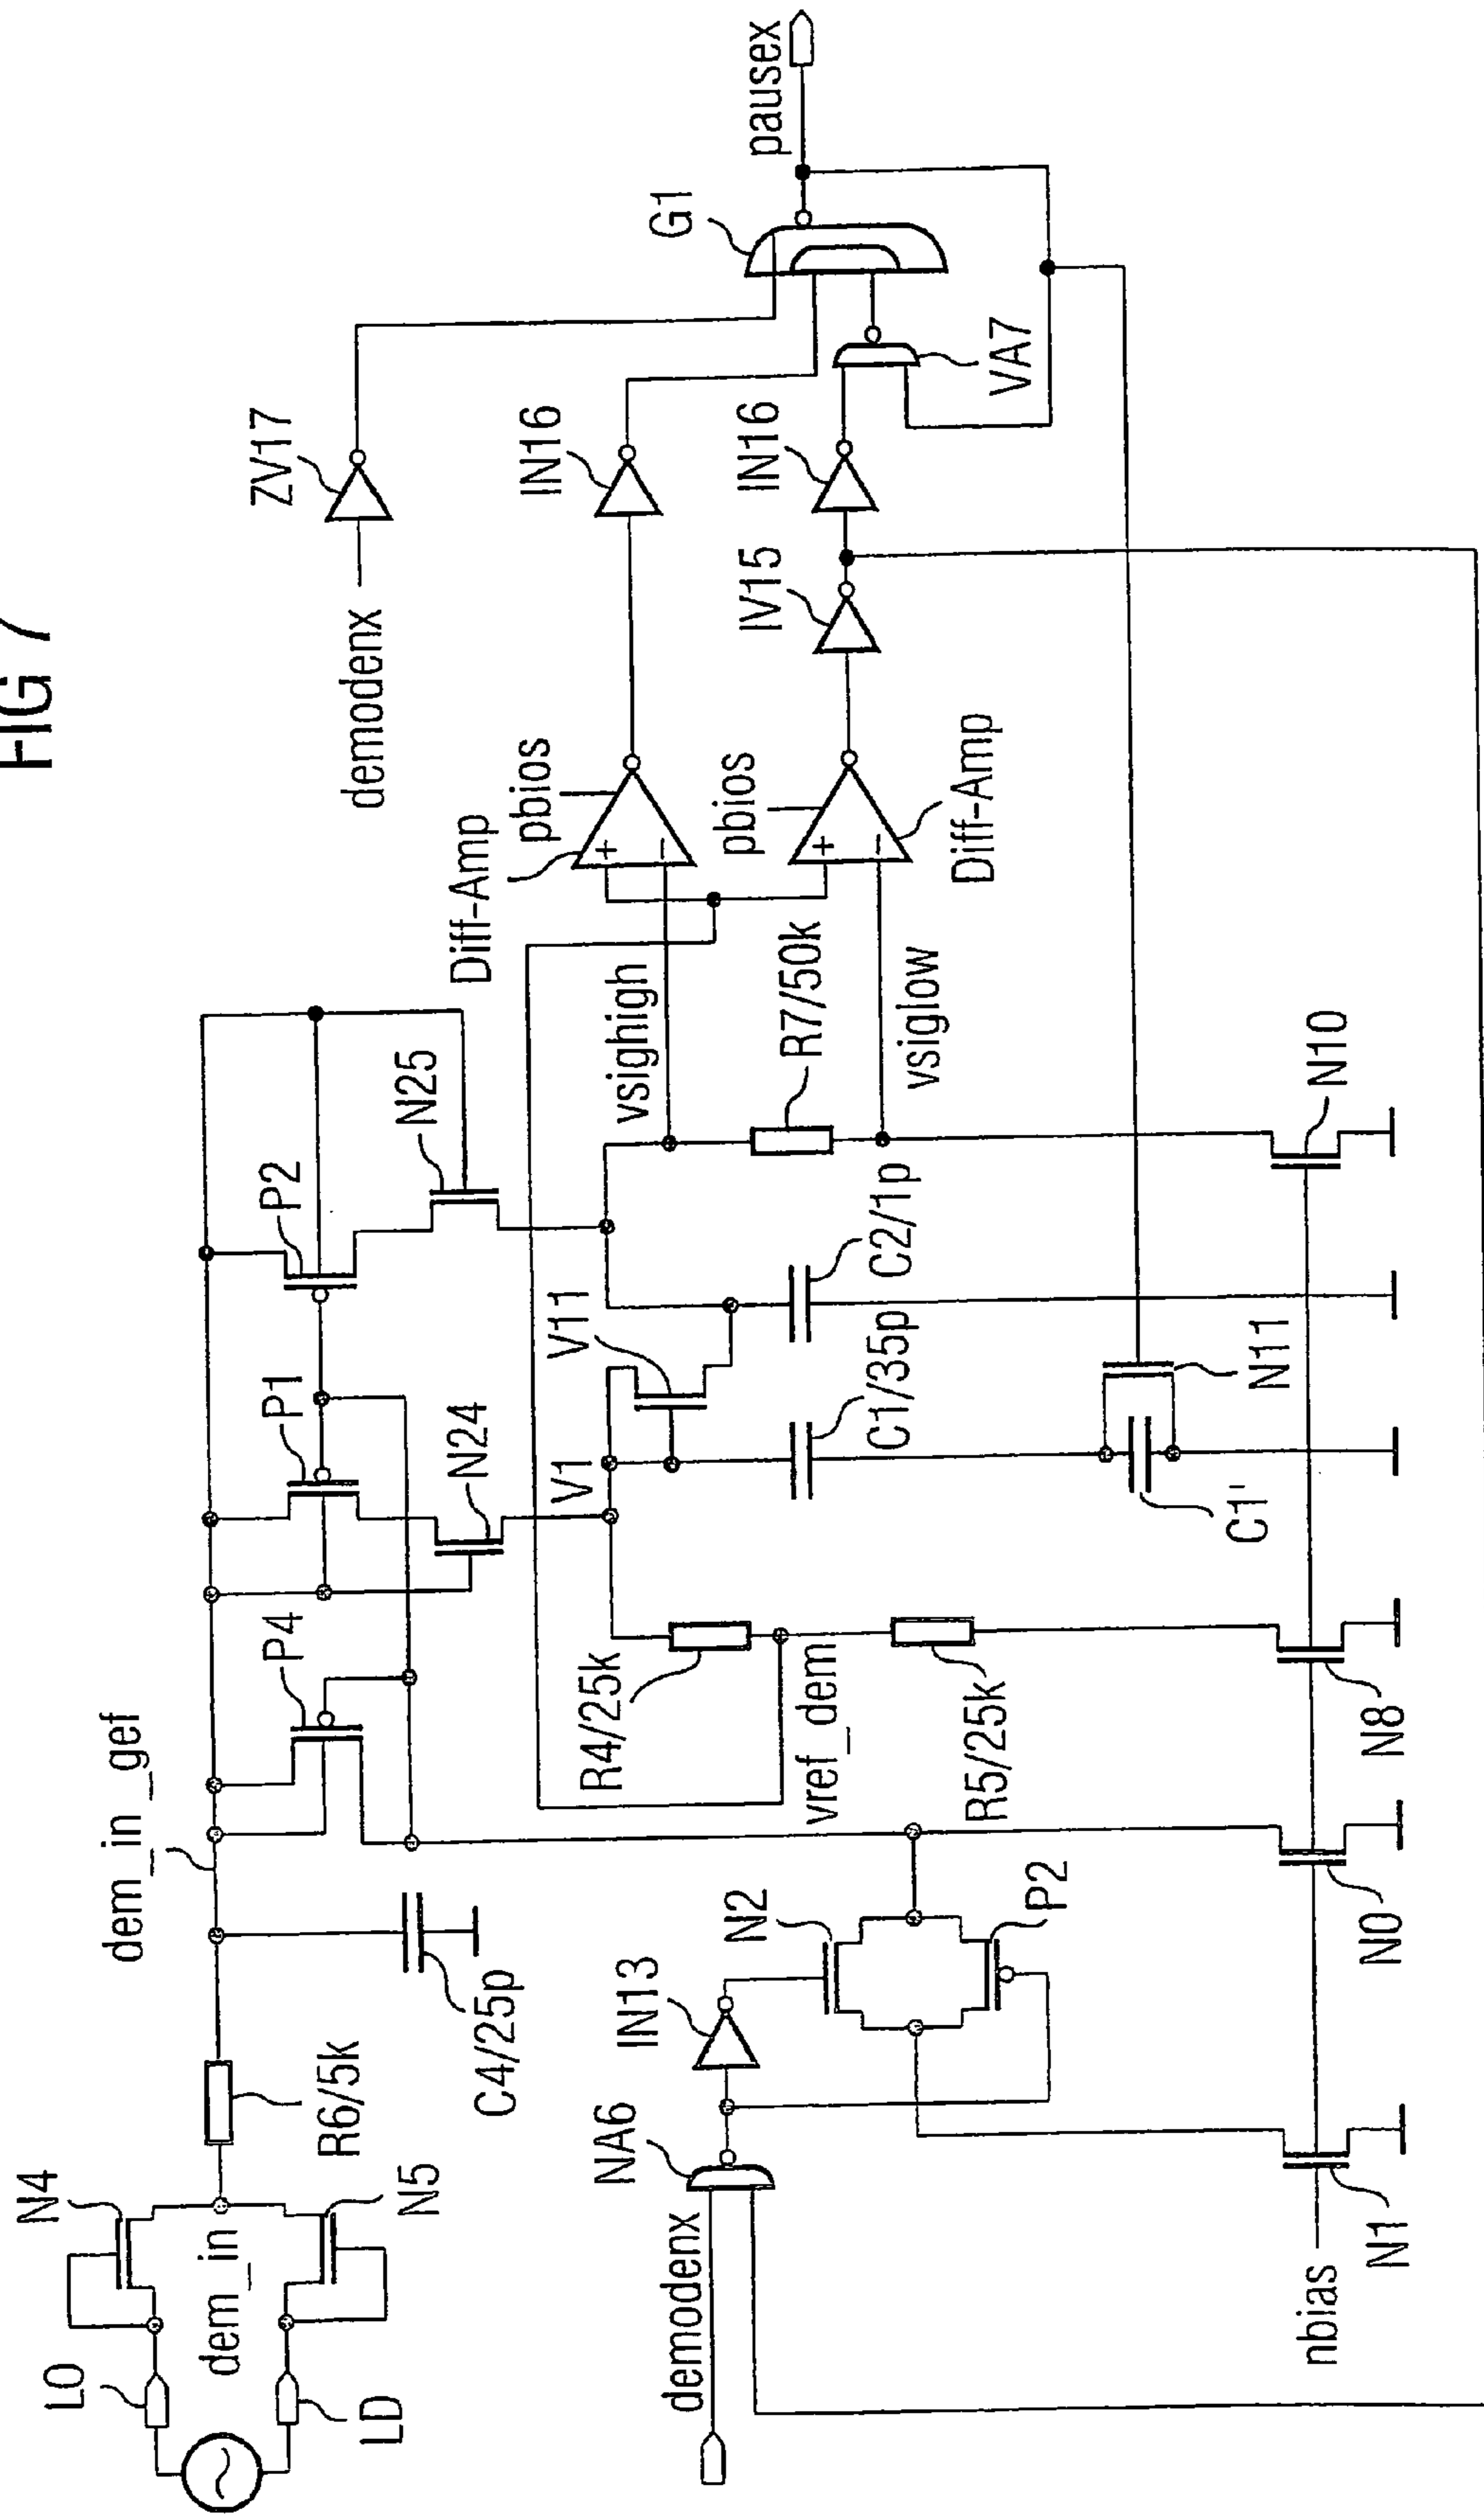 FIG 7
LO
LD
N4
N5
dem_in
R6/5k
dem_in_gef
C4/25p
P4
P1
P2
N24
N25
V1
V11
R4/25k
vref_dem
R5/25k
C1/35p
C2/1p
C1'
N11
vsighigh
R7/50k
vsiglow
Diff-Amp
pbios
+
−
pbios
+
−
Diff-Amp
demodenx
ZV17
IN16
IV15
IN16
VA7
G1
pausex
demodenx
NA6
IN13
N2
P2
nbias
N1
N0
N8
N10